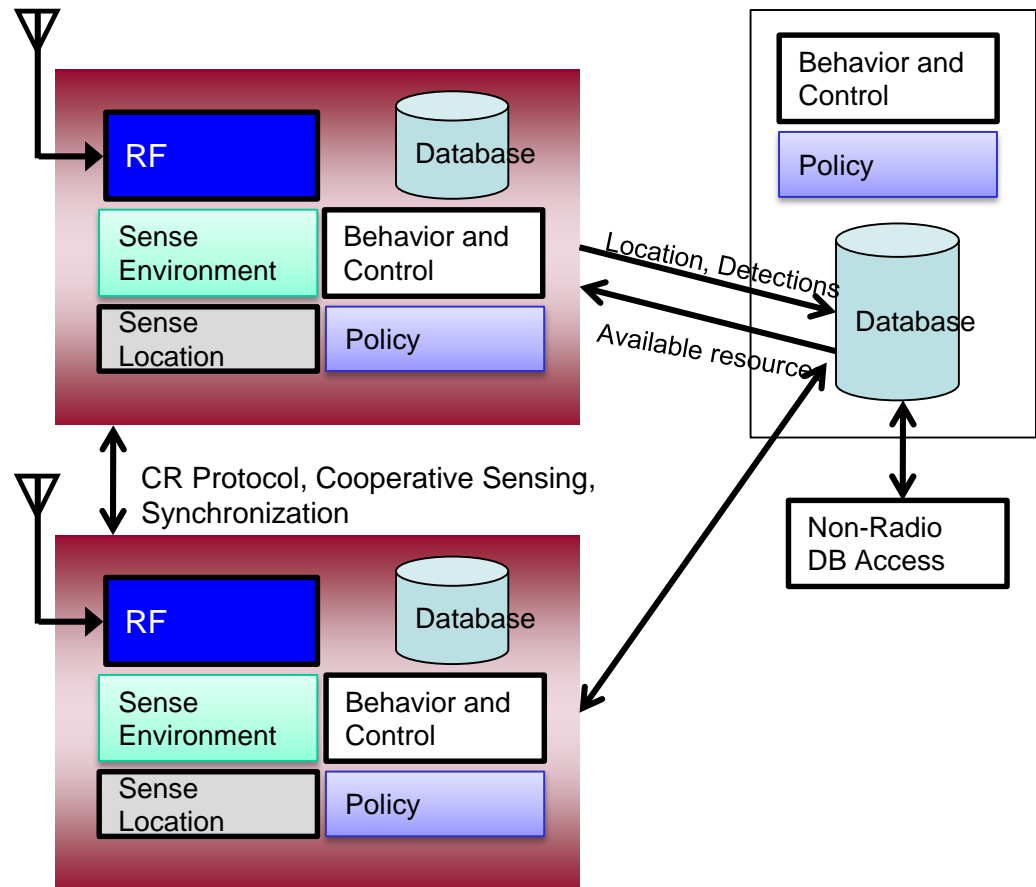 RF
Database
Sense
Environment
Behavior and
Control
Sense
Location
Policy
Behavior and
Control
Policy
Location, Detections
Available resource
Database
CR Protocol, Cooperative Sensing,
Synchronization
Non-Radio
DB Access
RF
Database
Sense
Environment
Behavior and
Control
Sense
Location
Policy